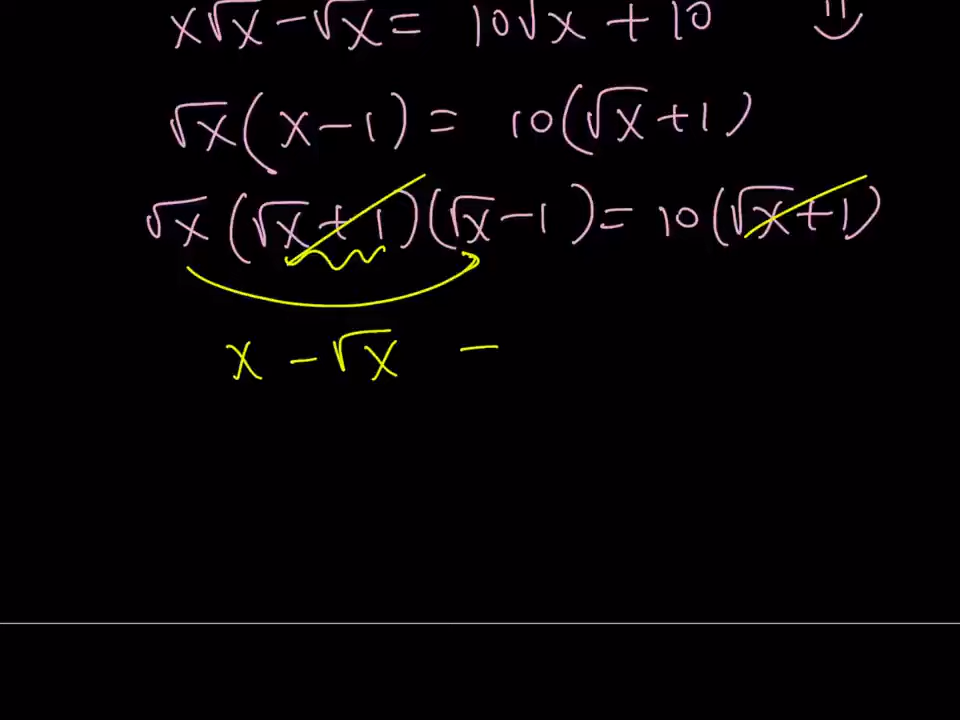 x√x − √x = 10√x + 10
√x(x − 1) = 10(√x + 1)
√x(√x + 1)(√x − 1) = 10(√x + 1)
x − √x −